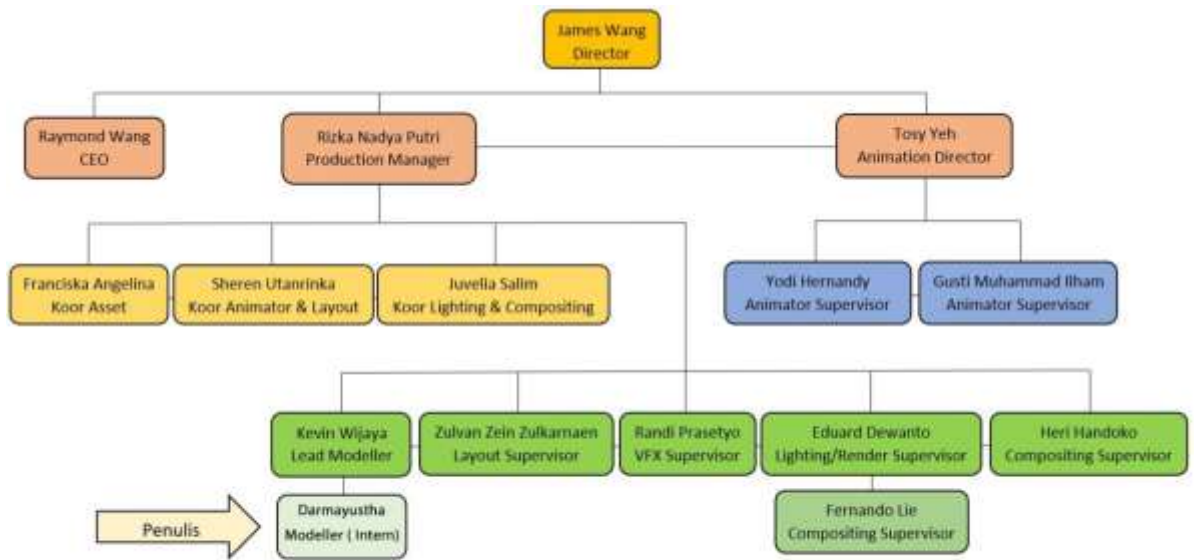 James Wang
Director
Raymond Wang
CEO
Rizka Nadya Putri
Production Manager
Tosy Yeh
Animation Director
Franciska Angelina
Koor Asset
Sheren Utanrinka
Koor Animator & Layout
Juvelia Salim
Koor Lighting & Compositing
Yodi Hernandy
Animator Supervisor
Gusti Muhammad Ilham
Animator Supervisor
Kevin Wijaya
Lead Modeller
Zulvan Zein Zulkarnaen
Layout Supervisor
Randi Prasetyo
VFX Supervisor
Eduard Dewanto
Lighting/Render Supervisor
Heri Handoko
Compositing Supervisor
Penulis
Darmayustha
Modeller ( Intern)
Fernando Lie
Compositing Supervisor